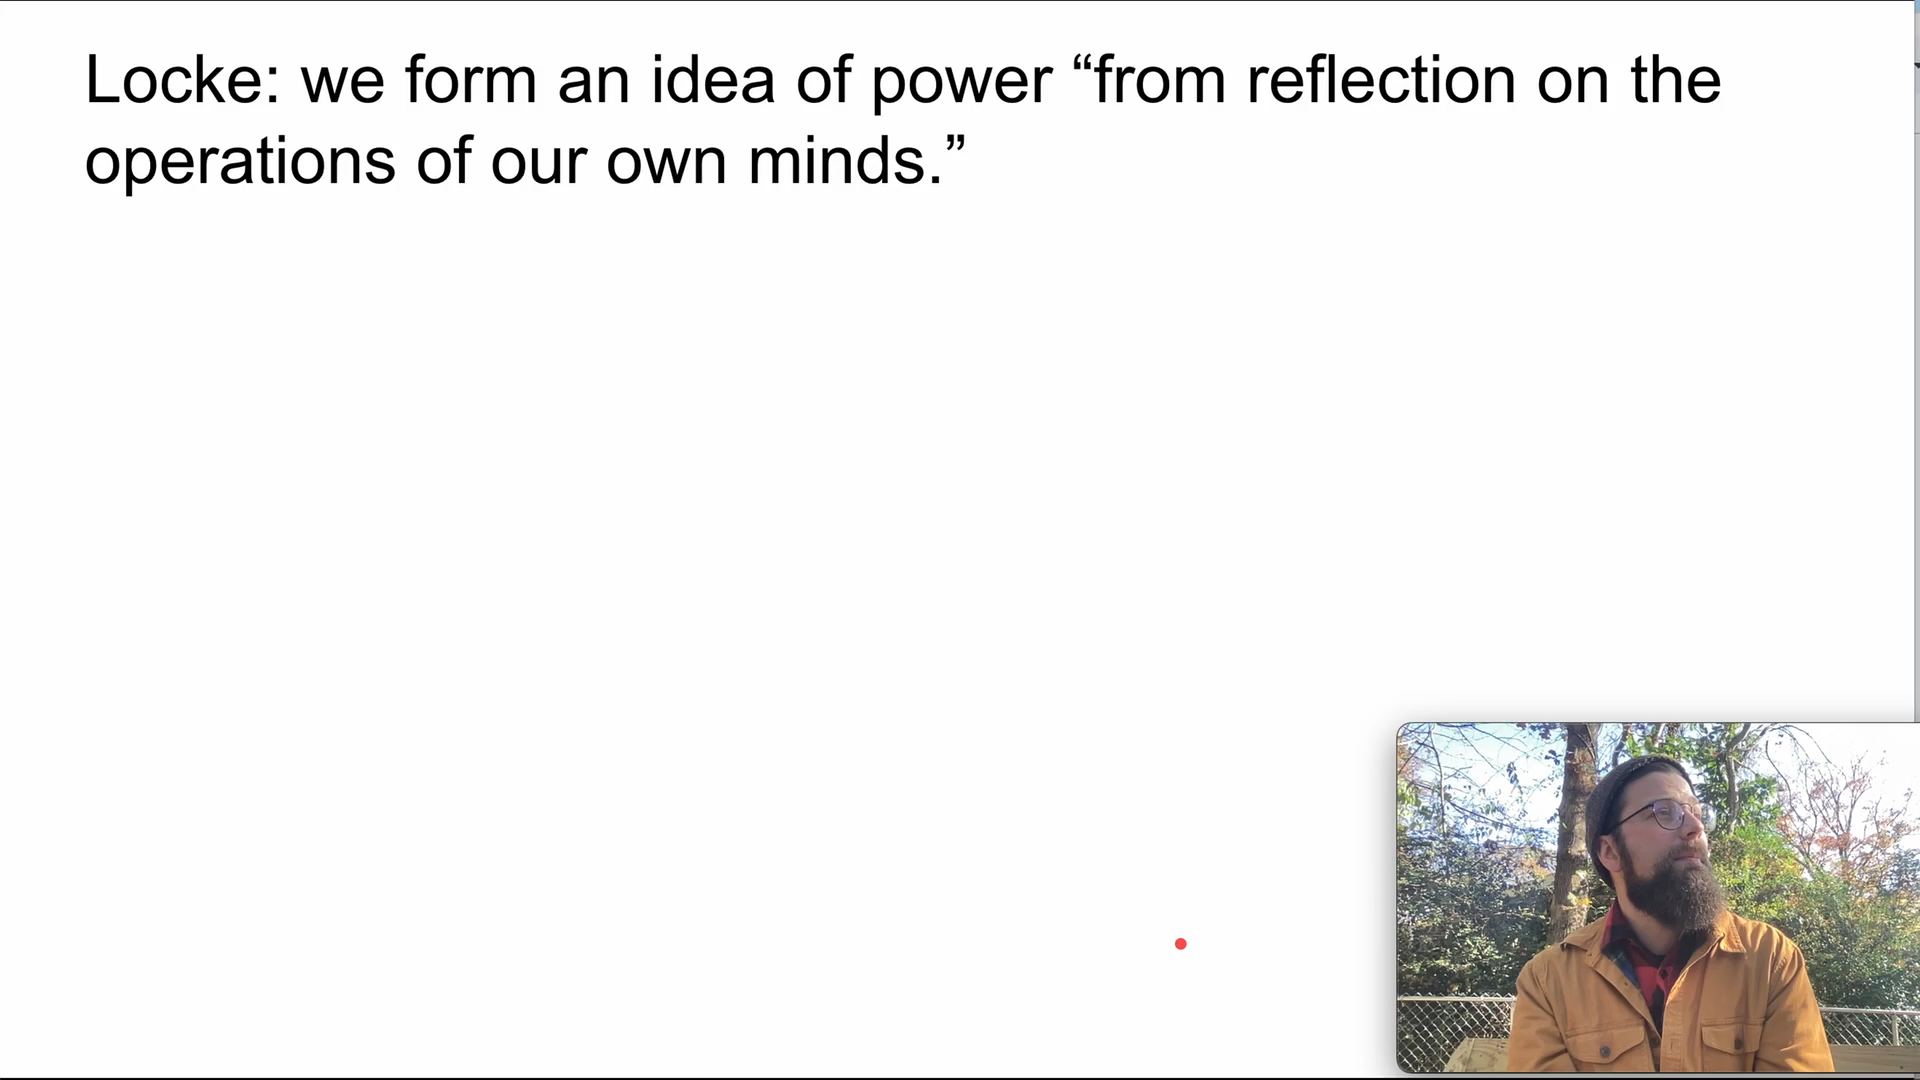 Locke: we form an idea of power “from reflection on the
operations of our own minds.”